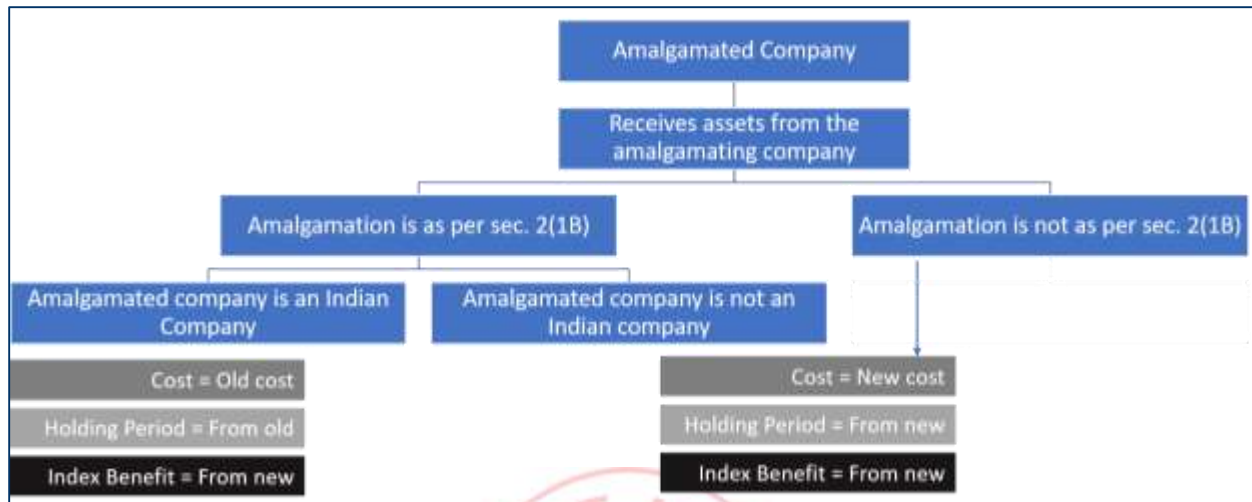 Amalgamated Company
Receives assets from the
amalgamating company
Amalgamation is as per sec. 2(1B)
Amalgamation is not as per sec. 2(1B)
Amalgamated company is an Indian
Company
Amalgamated company is not an
Indian company
Cost = Old cost
Holding Period = From old
Index Benefit = From new
Cost = New cost
Holding Period = From new
Index Benefit = From new